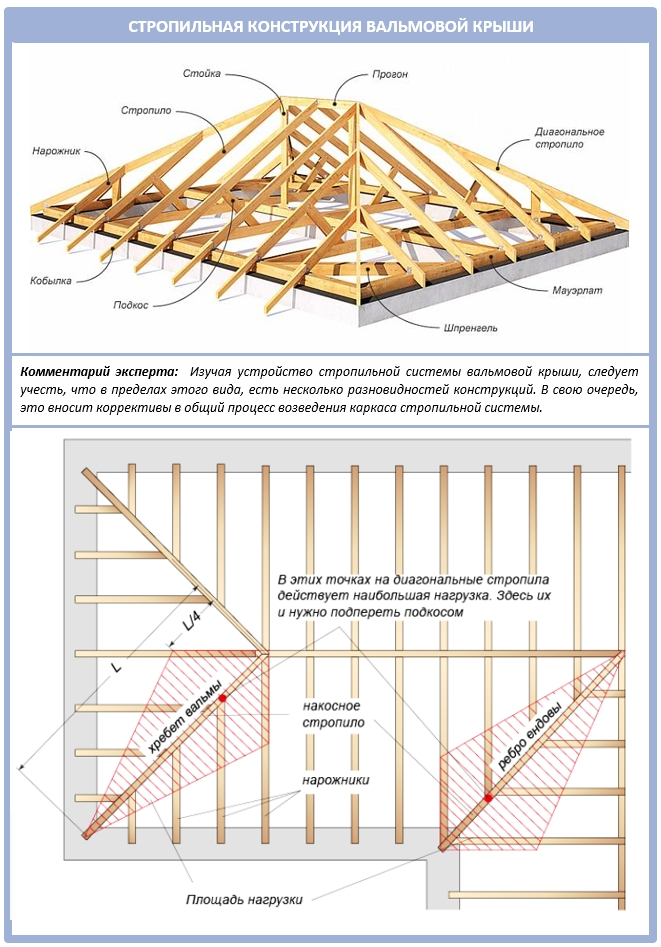 СТРОПИЛЬНАЯ КОНСТРУКЦИЯ ВАЛЬМОВОЙ КРЫШИ
Стойка
Прогон
Стропило
Диагональное
стропило
Нарожник
Кобылка
Подкос
Мауэрлат
Шпренгель
Комментарий эксперта: Изучая устройство стропильной системы вальмовой крыши, следует
учесть, что в пределах этого вида, есть несколько разновидностей конструкций. В свою очередь,
это вносит коррективы в общий процесс возведения каркаса стропильной системы.
В этих точках на диагональные стропила
действует наибольшая нагрузка. Здесь их
и нужно подпереть подкосом
L/4
L
хребет вальмы
накосное
стропило
ребро ендовы
нарожники
Площадь нагрузки